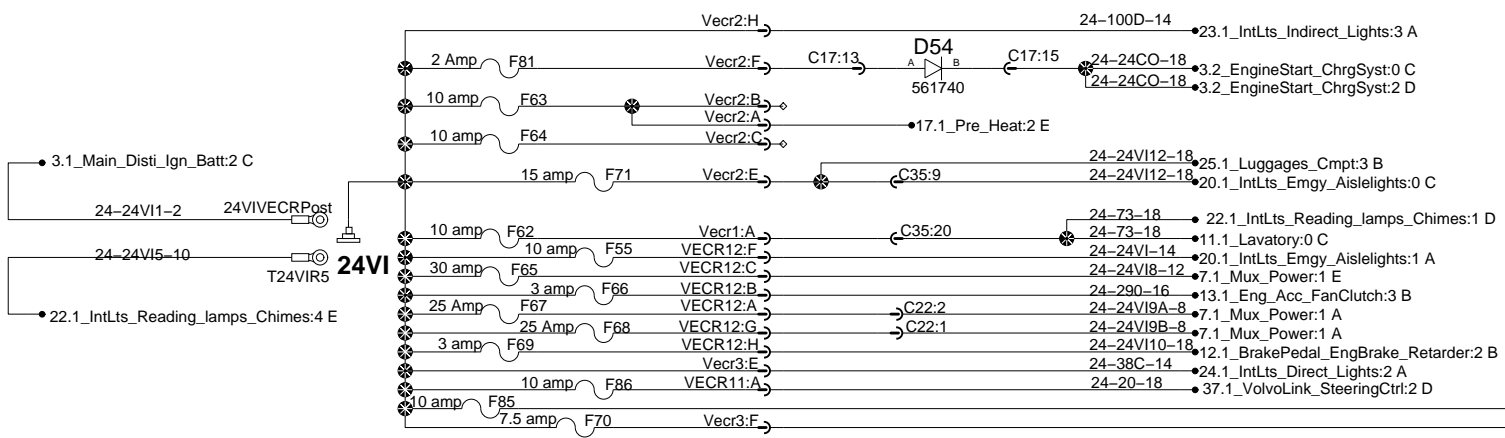 Vecr2:H 24-100D-14 23.1_IntLts_Indirect_Lights:3 A
2 Amp F81 Vecr2:F C17:13 A D54 B 561740 C17:15 24-24CO-18 3.2_EngineStart_ChrgSyst:0 C
24-24CO-18 3.2_EngineStart_ChrgSyst:2 D
10 amp F63 Vecr2:B
Vecr2:A 17.1_Pre_Heat:2 E
10 amp F64 Vecr2:C
3.1_Main_Disti_Ign_Batt:2 C
24-24VI12-18 25.1_Luggages_Cmpt:3 B
15 amp F71 Vecr2:E C35:9 24-24VI12-18 20.1_IntLts_Emgy_Aislelights:0 C
24-24VI1-2 24VIVECRPost
24-73-18 22.1_IntLts_Reading_lamps_Chimes:1 D
10 amp F62 Vecr1:A C35:20 24-73-18 11.1_Lavatory:0 C
24-24VI5-10 T24VIR5 24VI
10 amp F55 VECR12:F 24-24VI-14 20.1_IntLts_Emgy_Aislelights:1 A
30 amp F65 VECR12:C 24-24VI8-12 7.1_Mux_Power:1 E
3 amp F66 VECR12:B 24-290-16 13.1_Eng_Acc_FanClutch:3 B
22.1_IntLts_Reading_lamps_Chimes:4 E
25 Amp F67 VECR12:A C22:2 24-24VI9A-8 7.1_Mux_Power:1 A
25 Amp F68 VECR12:G C22:1 24-24VI9B-8 7.1_Mux_Power:1 A
3 amp F69 VECR12:H 24-24VI10-18 12.1_BrakePedal_EngBrake_Retarder:2 B
Vecr3:E 24-38C-14 24.1_IntLts_Direct_Lights:2 A
10 amp F86 VECR11:A 24-20-18 37.1_VolvoLink_SteeringCtrl:2 D
10 amp F85
7.5 amp F70 Vecr3:F